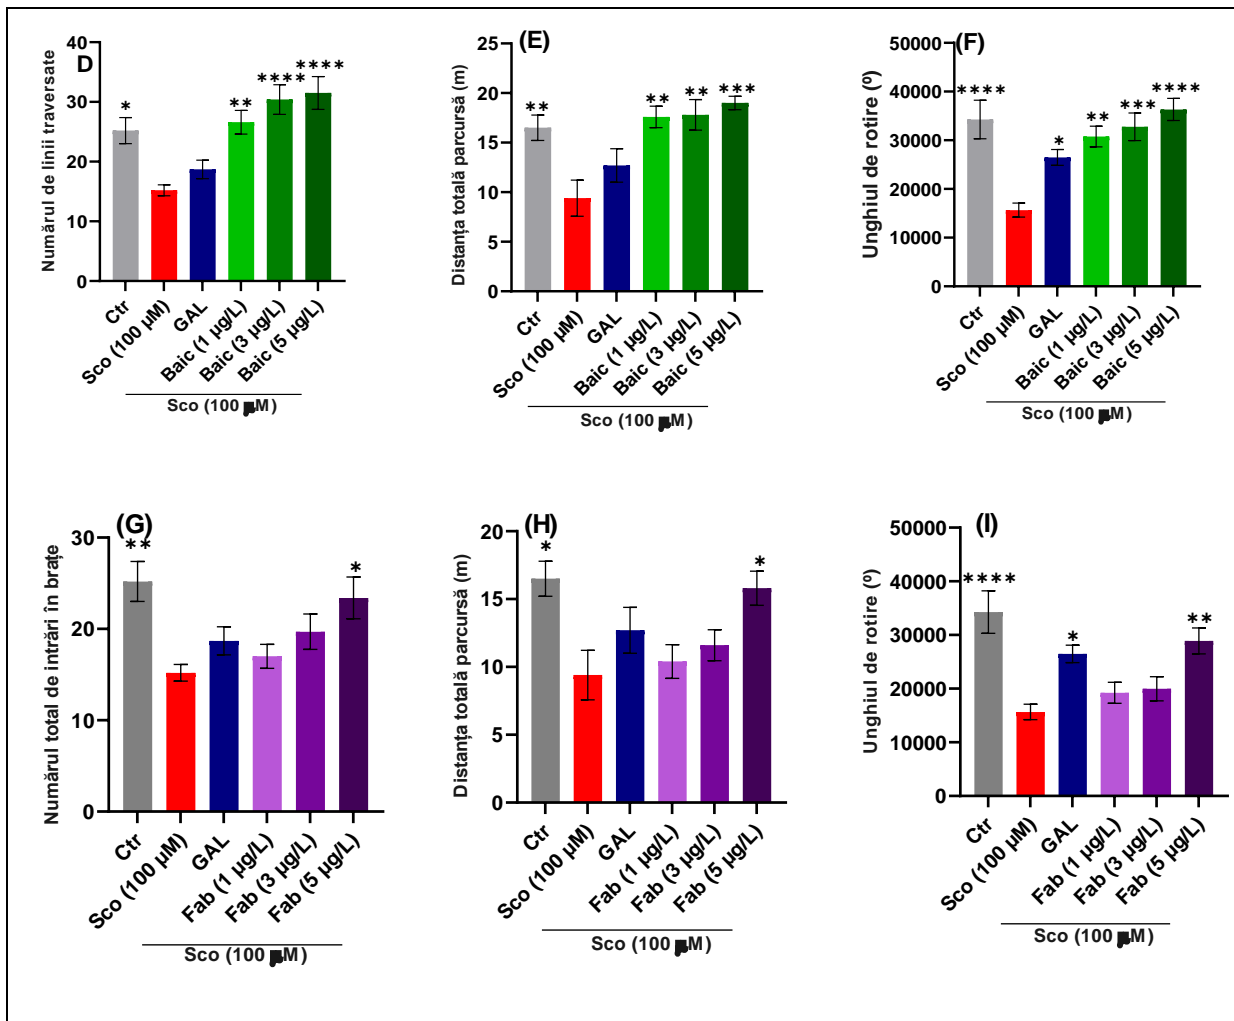 D
Numărul de linii traversate
40
30
20
10
0
*
**
****
****
Ctr
Sco (100 µM)
GAL
Baic (1 µg/L)
Baic (3 µg/L)
Baic (5 µg/L)
Sco (100 µM)
(E)
Distanța totală parcursă (m)
25
20
15
10
5
0
**
**
**
***
Ctr
Sco (100 µM)
GAL
Baic (1 µg/L)
Baic (3 µg/L)
Baic (5 µg/L)
Sco (100 µM)
(F)
Unghiul de rotire (º)
50000
40000
30000
20000
10000
0
****
*
**
***
****
Ctr
Sco (100 µM)
GAL
Baic (1 µg/L)
Baic (3 µg/L)
Baic (5 µg/L)
Sco (100 µM)
(G)
Numărul total de intrări în brațe
30
20
10
0
**
*
Ctr
Sco (100 µM)
GAL
Fab (1 µg/L)
Fab (3 µg/L)
Fab (5 µg/L)
Sco (100 µM)
(H)
Distanța totală parcursă (m)
20
15
10
5
0
*
*
Ctr
Sco (100 µM)
GAL
Fab (1 µg/L)
Fab (3 µg/L)
Fab (5 µg/L)
Sco (100 µM)
(I)
Unghiul de rotire (º)
50000
40000
30000
20000
10000
0
****
*
**
Ctr
Sco (100 µM)
GAL
Fab (1 µg/L)
Fab (3 µg/L)
Fab (5 µg/L)
Sco (100 µM)